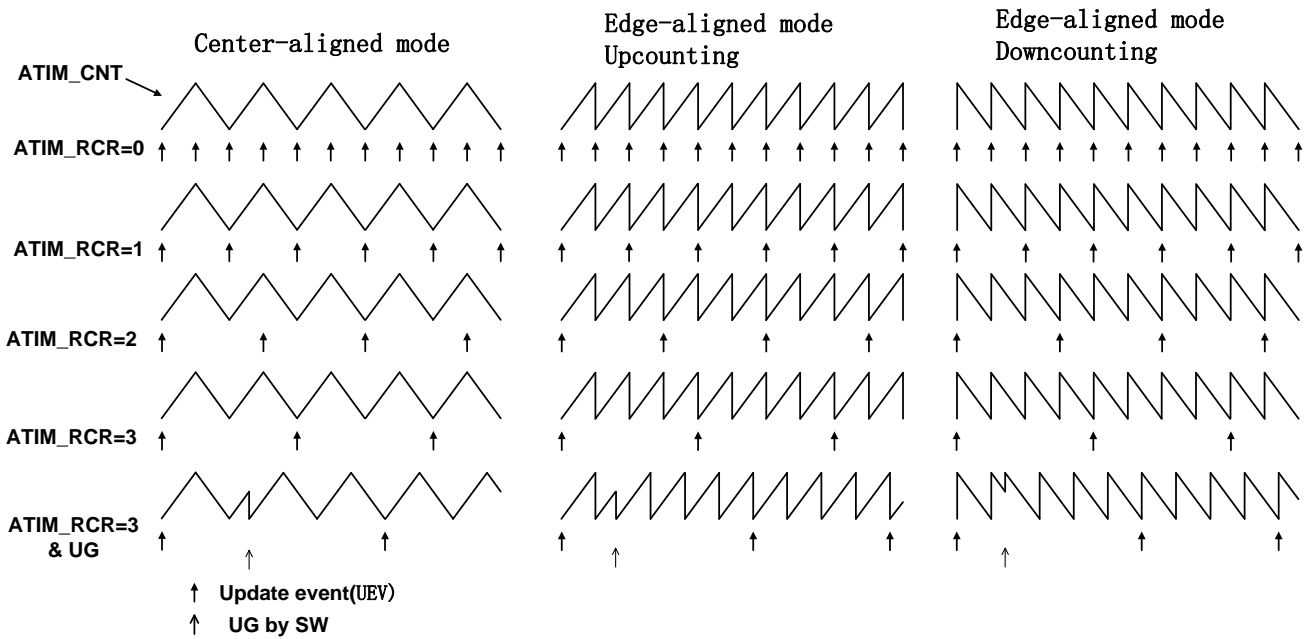 Center-aligned mode
Edge-aligned mode
Upcounting
Edge-aligned mode
Downcounting
ATIM_CNT
ATIM_RCR=0
ATIM_RCR=1
ATIM_RCR=2
ATIM_RCR=3
ATIM_RCR=3
& UG
Update event(UEV)
UG by SW